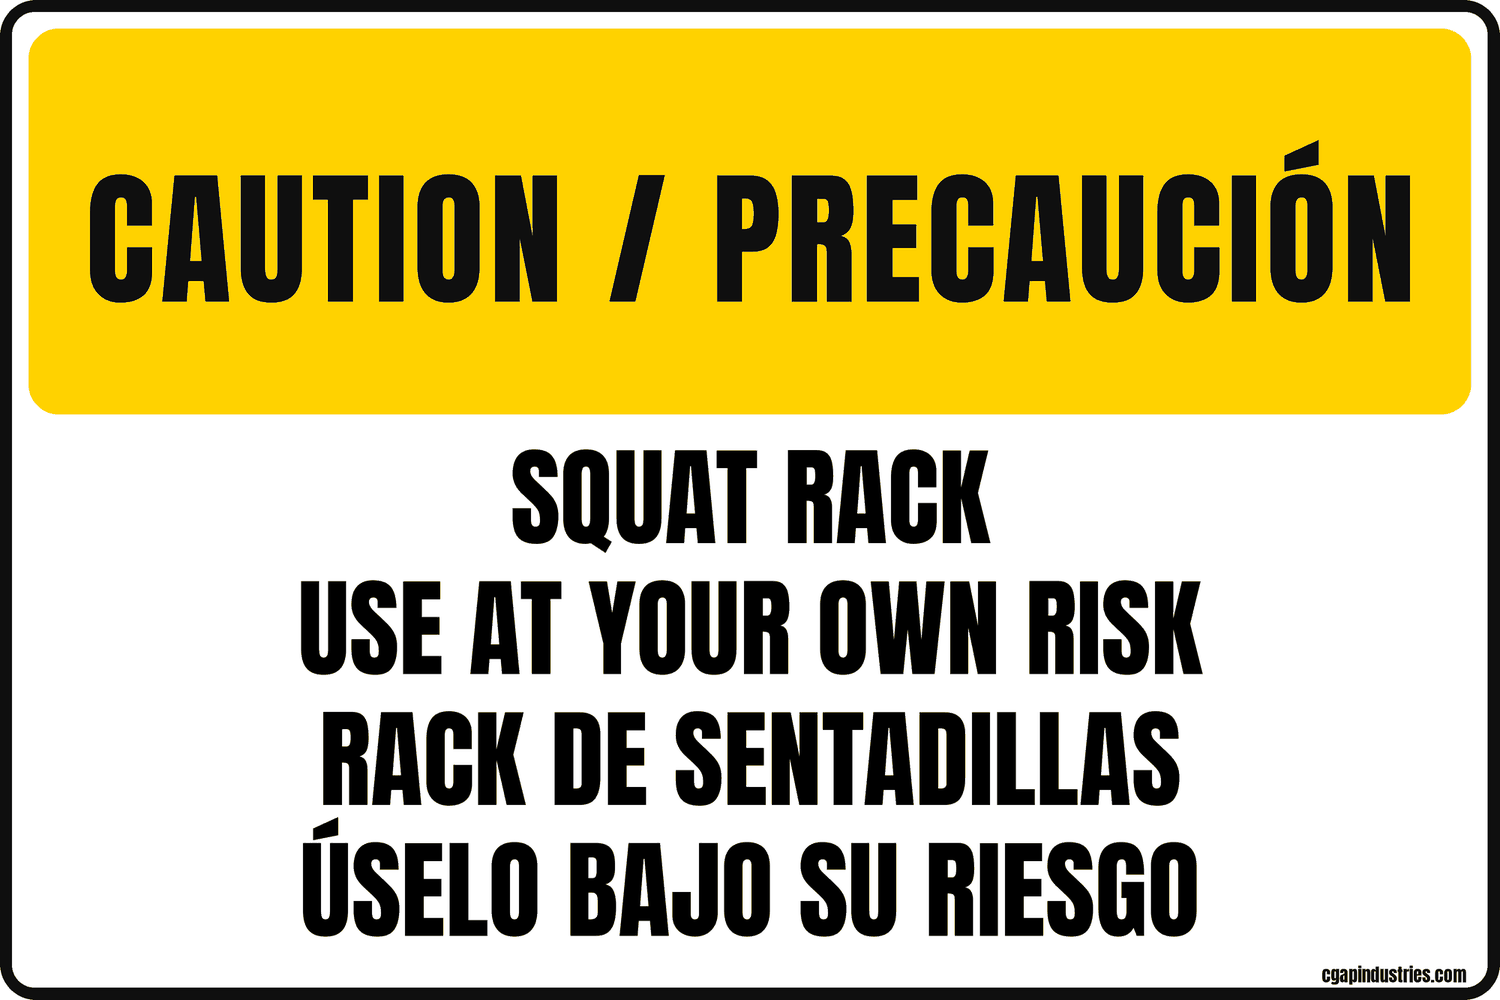 CAUTION / PRECAUCIÓN
SQUAT RACK
USE AT YOUR OWN RISK
RACK DE SENTADILLAS
ÚSELO BAJO SU RIESGO
cgapindustries.com